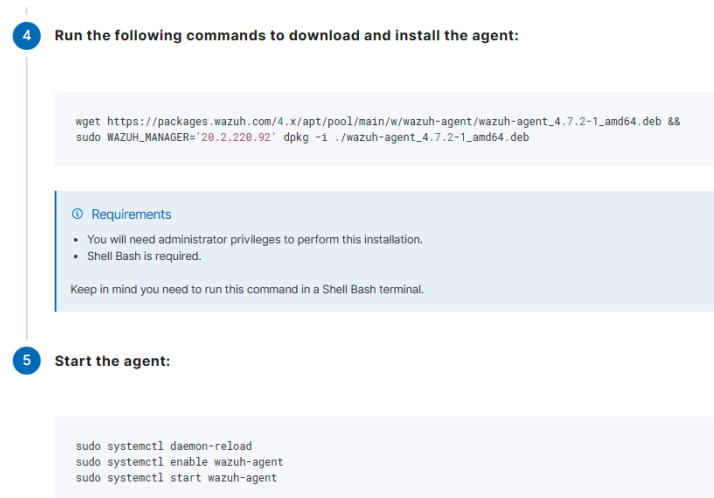 4 Run the following commands to download and install the agent:
wget https://packages.wazuh.com/4.x/apt/pool/main/w/wazuh-agent/wazuh-agent_4.7.2-1_amd64.deb &&
sudo WAZUH_MANAGER='20.2.220.92' dpkg -i ./wazuh-agent_4.7.2-1_amd64.deb
Requirements
• You will need administrator privileges to perform this installation.
• Shell Bash is required.
Keep in mind you need to run this command in a Shell Bash terminal.
5 Start the agent:
sudo systemctl daemon-reload
sudo systemctl enable wazuh-agent
sudo systemctl start wazuh-agent